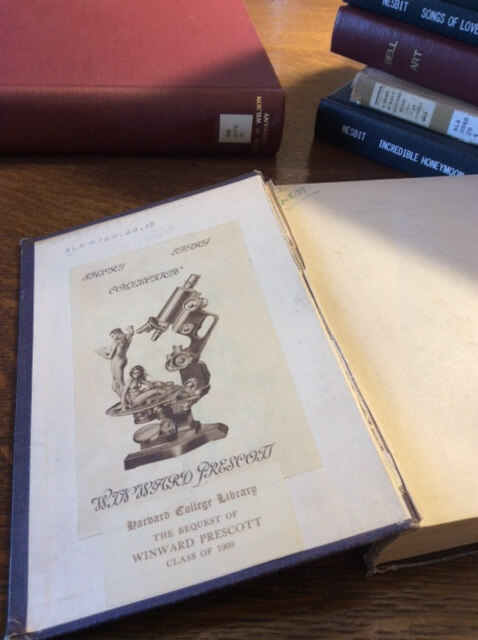 NESBIT SONGS OF LOVE
BELL ART
NESBIT INCREDIBLE HONEYMOON
SHORT STORY
COLLECTION
WINWARD PRESCOTT
Harvard College Library
THE BEQUEST OF
WINWARD PRESCOTT
CLASS OF 1909